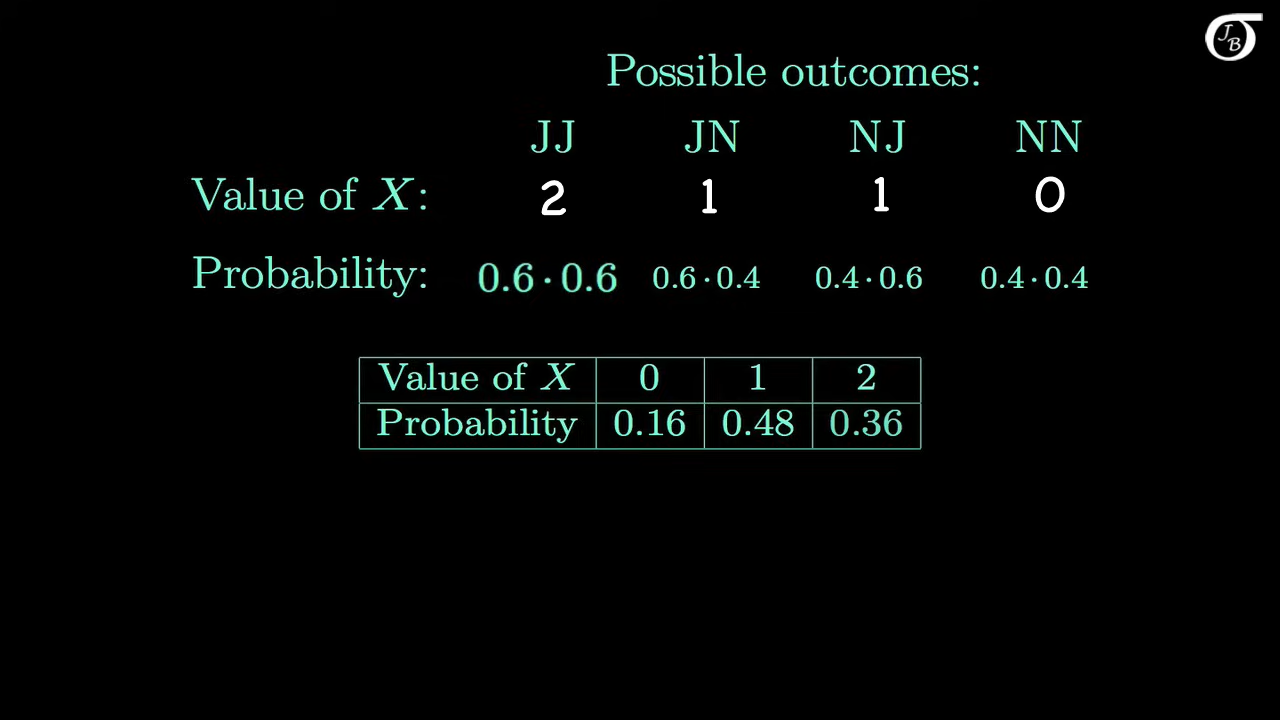 JB
Possible outcomes:
JJ JN NJ NN
Value of X: 2 1 1 0
Probability: 0.6·0.6 0.6·0.4 0.4·0.6 0.4·0.4
Value of X 0 1 2
Probability 0.16 0.48 0.36